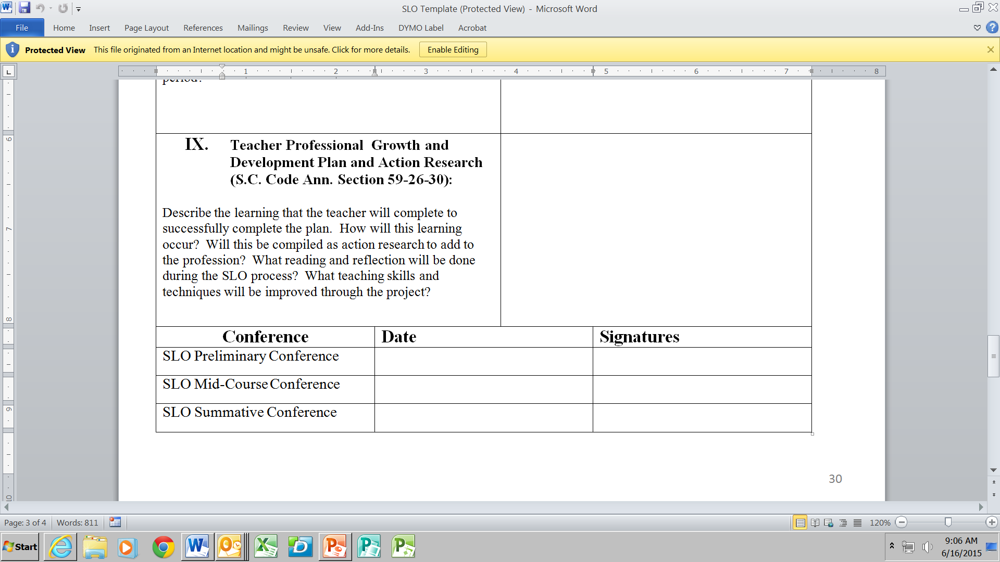 SLO Template (Protected View) - Microsoft Word
File Home Insert Page Layout References Mailings Review View Add-Ins DYMO Label Acrobat
Protected View This file originated from an Internet location and might be unsafe. Click for more details. Enable Editing
L 1 2 3 4 5 6 7 8
period?
IX. Teacher Professional Growth and
Development Plan and Action Research
(S.C. Code Ann. Section 59-26-30):
Describe the learning that the teacher will complete to
successfully complete the plan. How will this learning
occur? Will this be compiled as action research to add to
the profession? What reading and reflection will be done
during the SLO process? What teaching skills and
techniques will be improved through the project?
Conference Date Signatures
SLO Preliminary Conference
SLO Mid-Course Conference
SLO Summative Conference
30
6
7
8
9
10
Page: 3 of 4 Words: 811 120%
Start 9:06 AM
6/16/2015